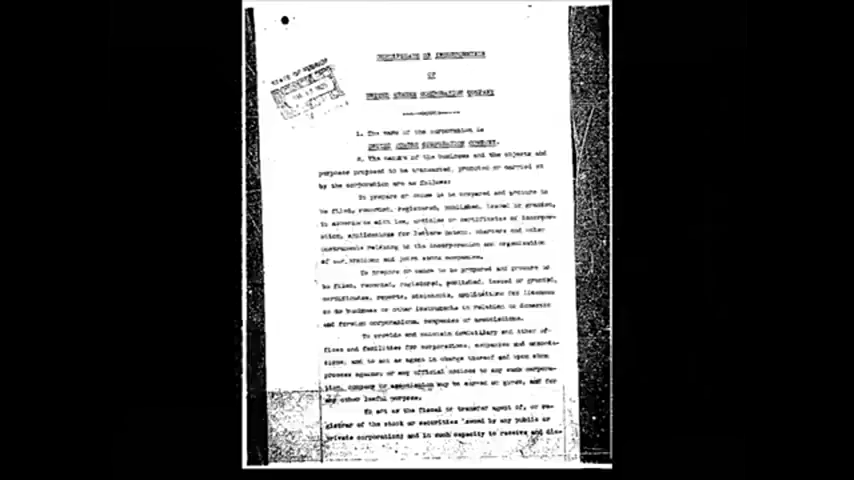 CERTIFICATE OF INCORPORATION
OF
UNITED STATES CORPORATION COMPANY
STATE OF
1. The name of the corporation is
UNITED STATES CORPORATION COMPANY.
2. The nature of the business and the objects and
purposes proposed to be transacted, promoted or carried on
by the corporation are as follows:
To prepare or cause to be prepared and procure to
be filed, recorded, registered, published, issued or granted,
in accordance with law, articles or certificates of incorpor-
ation, applications for letters patent, charters and other
instruments relating to the incorporation and organization
of corporations and joint stock companies.
To prepare or cause to be prepared and procure to
be filed, recorded, registered, published, issued or granted,
certificates, reports, statements, applications for licenses
to do business or other instruments in relation to domestic
and foreign corporations, companies or associations.
To provide and maintain domiciliary and other of-
fices and facilities for corporations, companies and associa-
tions, and to act as agent in charge thereof and upon whom
process against or any official notices to any such corpora-
tion, company or association may be served or given, and for
any other lawful purpose.
To act as the fiscal or transfer agent of, or re-
gistrar of the stock or securities issued by any public or
private corporation; and in such capacity to receive and dis-